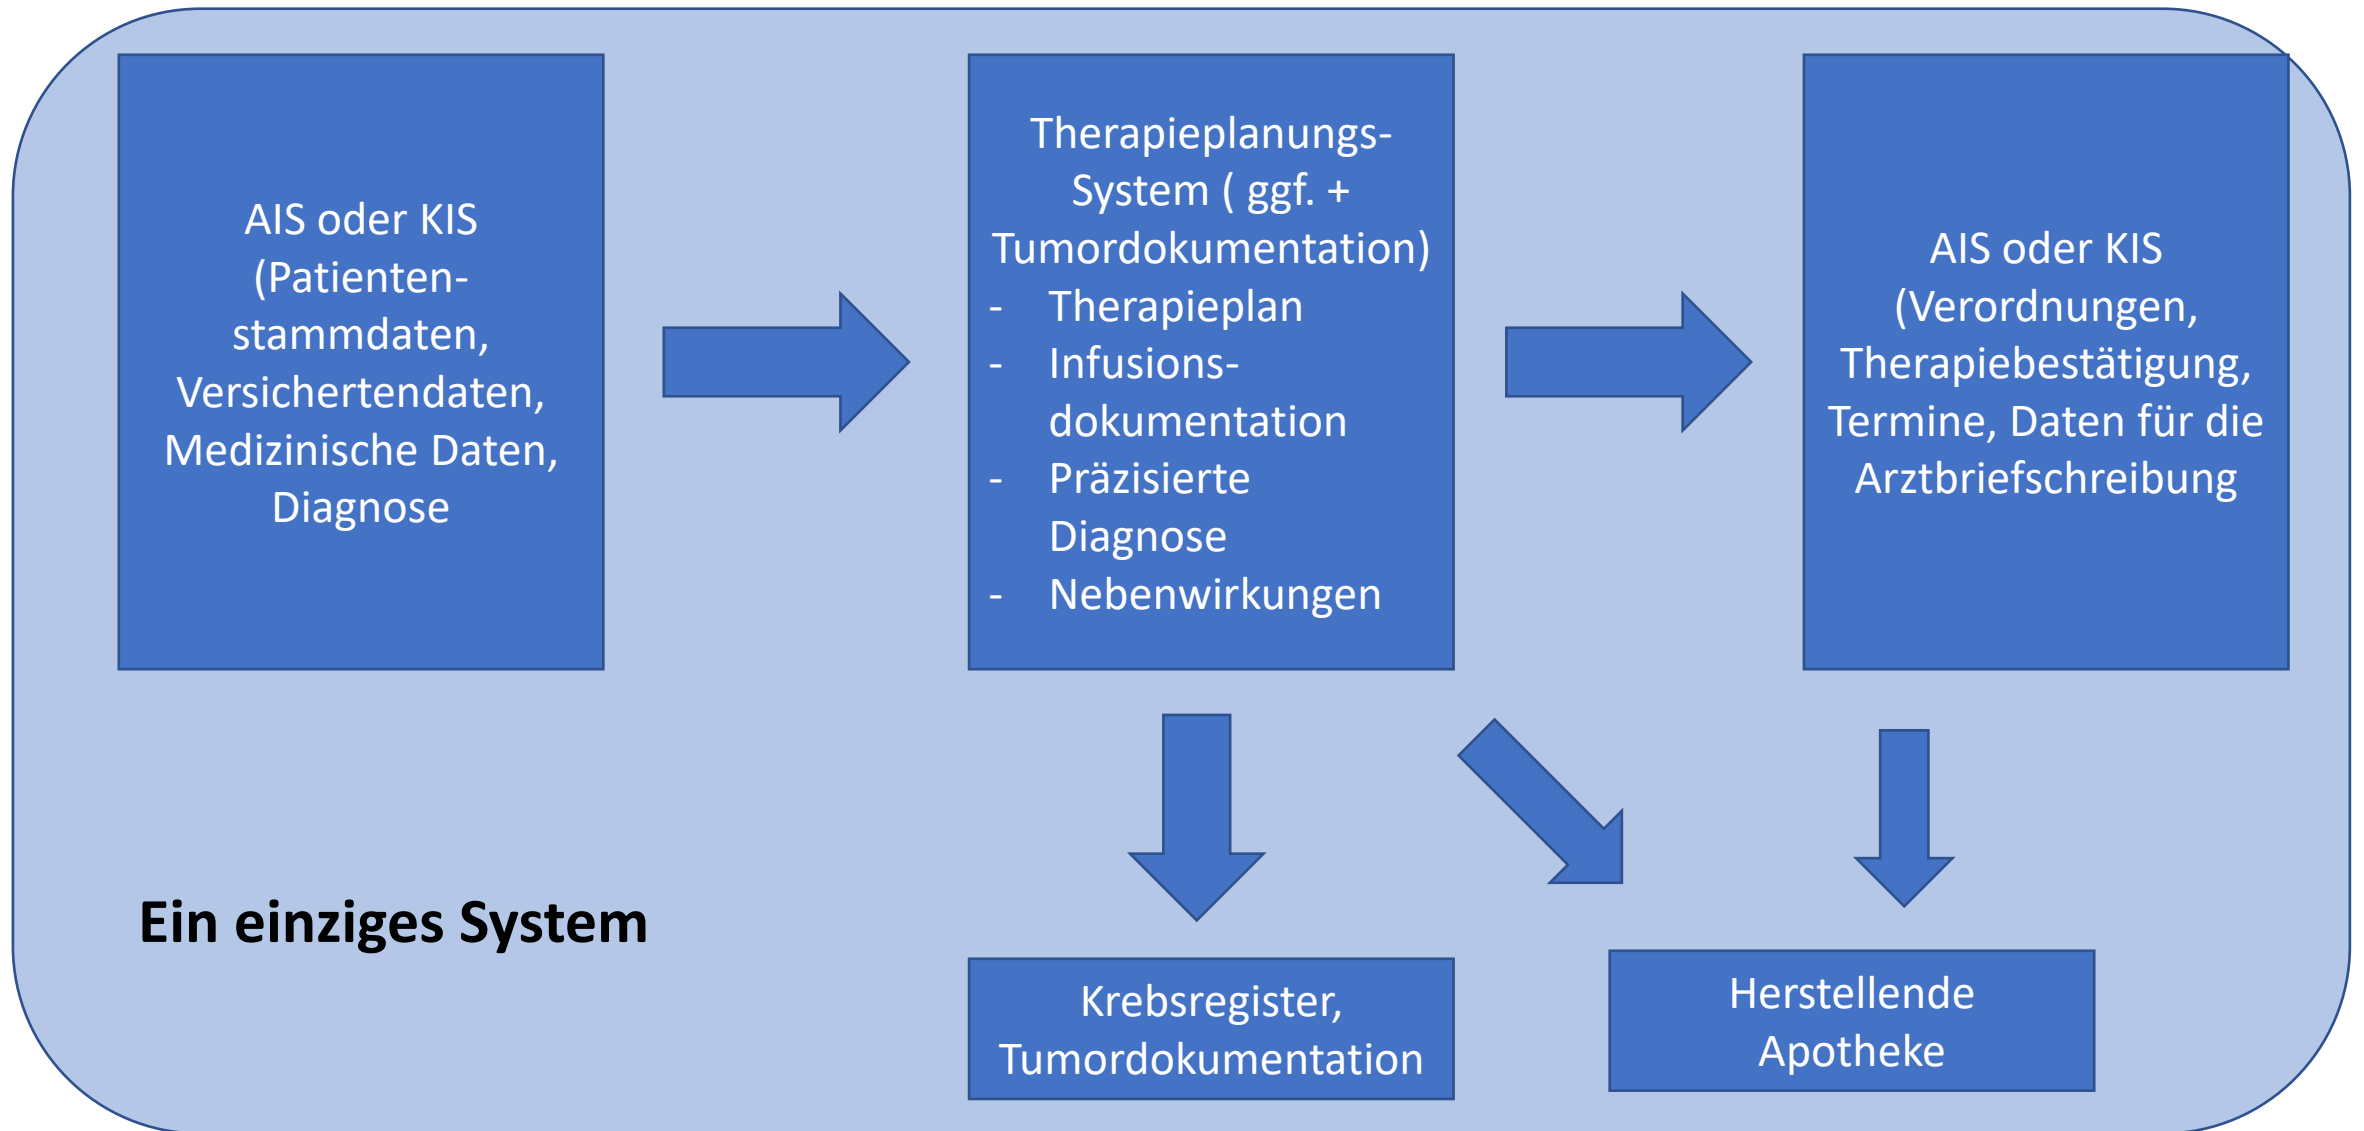 AIS oder KIS
(Patienten-
stammdaten,
Versichertendaten,
Medizinische Daten,
Diagnose
Therapieplanungs-
System ( ggf. +
Tumordokumentation)
- Therapieplan
- Infusions-
dokumentation
- Präzisierte
Diagnose
- Nebenwirkungen
AIS oder KIS
(Verordnungen,
Therapiebestätigung,
Termine, Daten für die
Arztbriefschreibung
Ein einziges System
Krebsregister,
Tumordokumentation
Herstellende
Apotheke